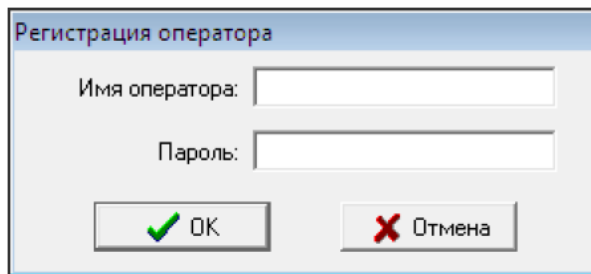 Регистрация оператора
Имя оператора:
Пароль:
OK Отмена